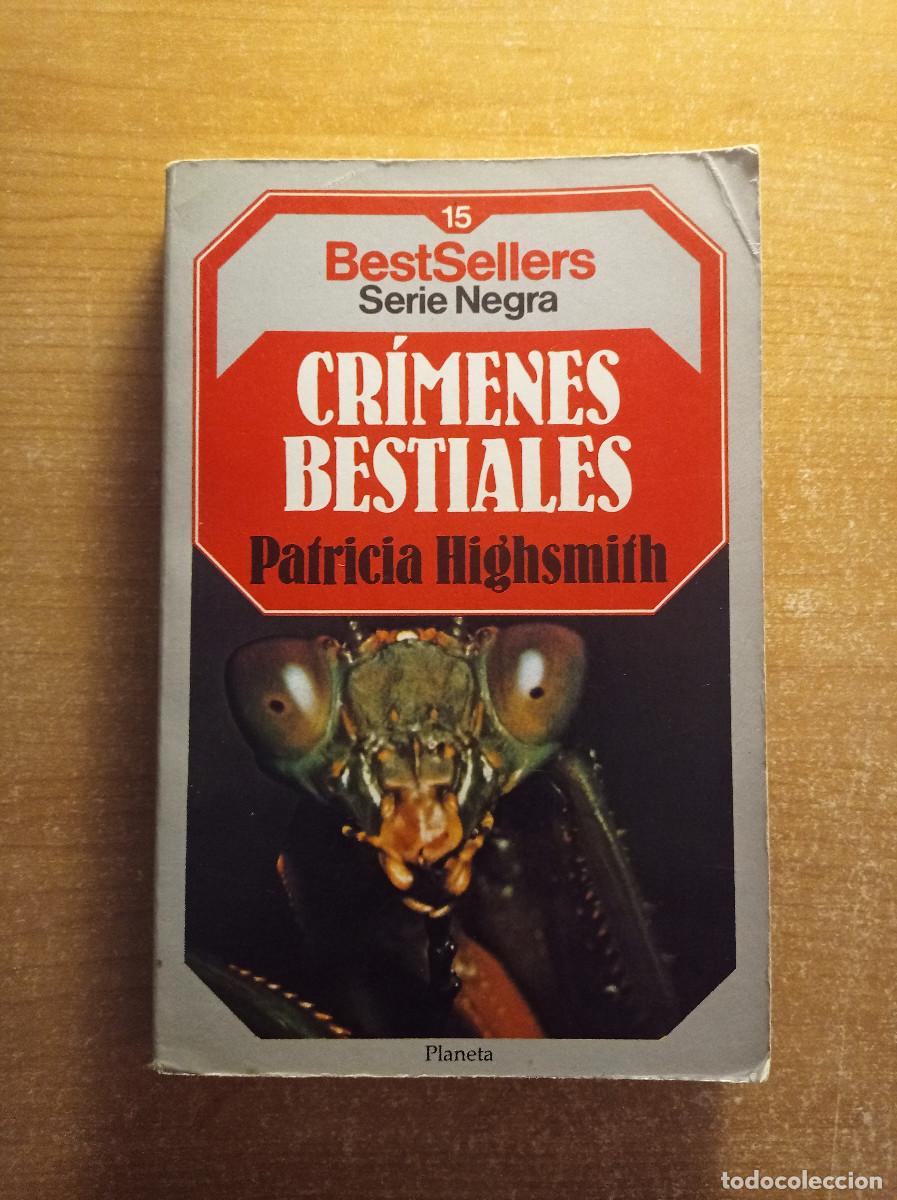 15
BestSellers
Serie Negra
CRÍMENES
BESTIALES
Patricia Highsmith
Planeta
todocoleccion